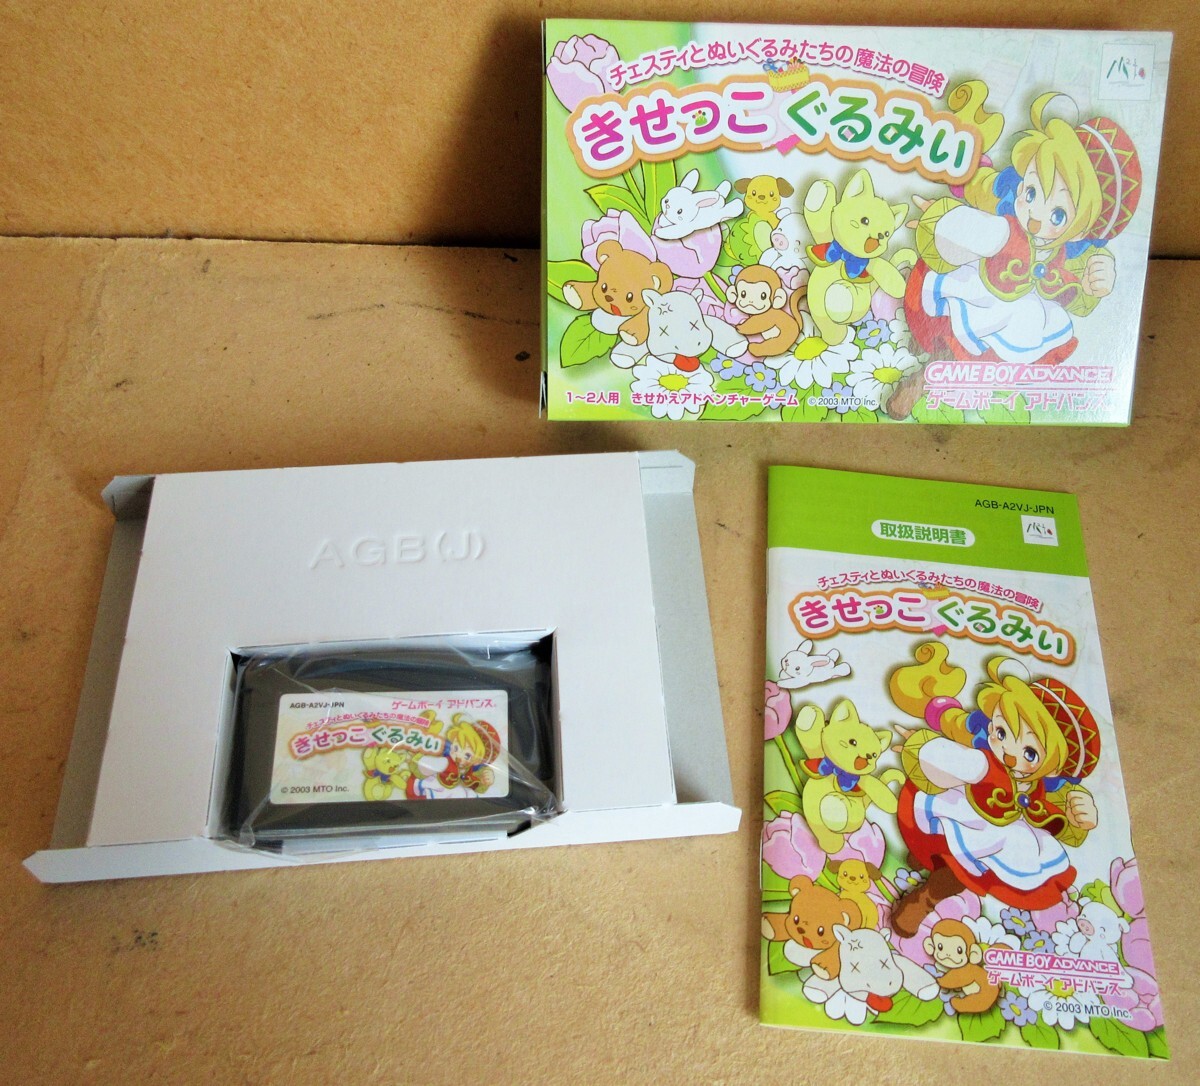 チェスティとぬいぐるみたちの魔法の冒険
きせっこ ぐるみぃ
GAME BOY ADVANCE
ゲームボーイ アドバンス
1～2人用 きせかえアドベンチャーゲーム © 2003 MTO Inc.
AGB(J)
AGB-A2VJ-JPN ゲームボーイ アドバンス
チェスティとぬいぐるみたちの魔法の冒険
きせっこ ぐるみぃ
© 2003 MTO Inc.
AGB-A2VJ-JPN
取扱説明書
チェスティとぬいぐるみたちの魔法の冒険
きせっこ ぐるみぃ
GAME BOY ADVANCE
ゲームボーイ アドバンス
© 2003 MTO Inc.